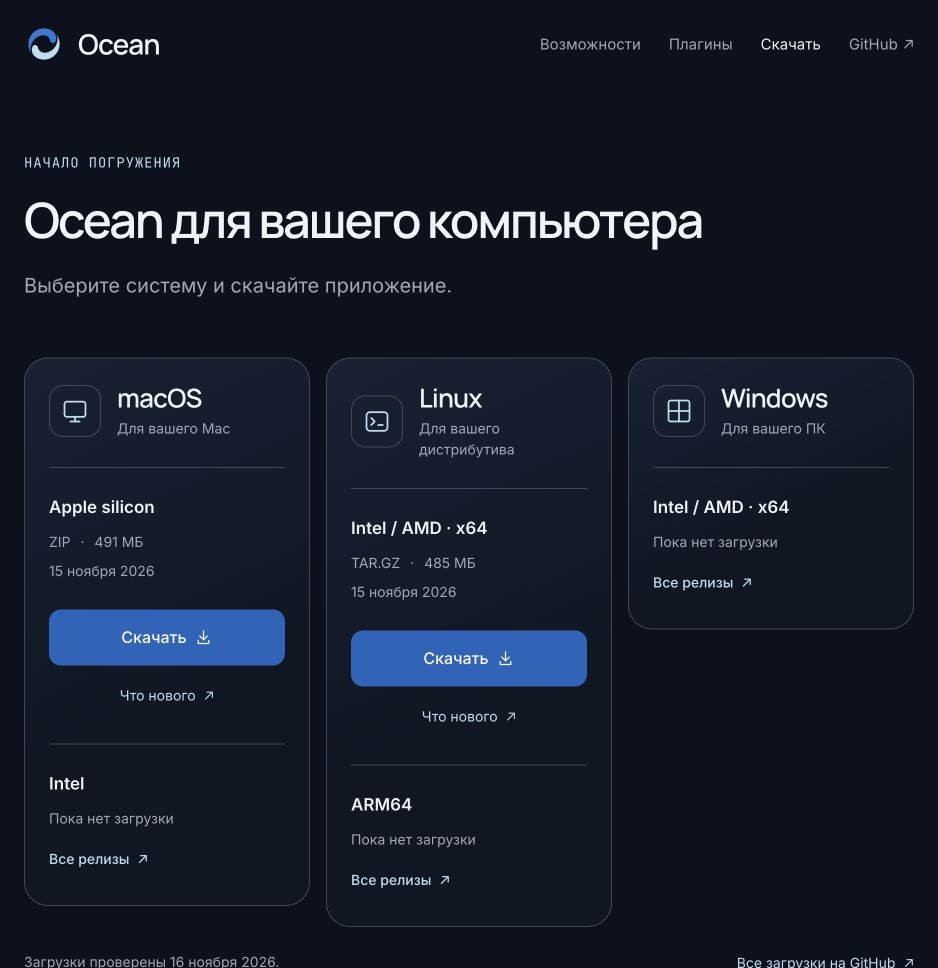 Ocean
Возможности
Плагины
Скачать
GitHub ↗
НАЧАЛО ПОГРУЖЕНИЯ
Ocean для вашего компьютера
Выберите систему и скачайте приложение.
macOS
Для вашего Mac
Apple silicon
ZIP · 491 МБ
15 ноября 2026
Скачать
Что нового ↗
Intel
Пока нет загрузки
Все релизы ↗
Linux
Для вашего
дистрибутива
Intel / AMD · x64
TAR.GZ · 485 МБ
15 ноября 2026
Скачать
Что нового ↗
ARM64
Пока нет загрузки
Все релизы ↗
Windows
Для вашего ПК
Intel / AMD · x64
Пока нет загрузки
Все релизы ↗
Загрузки проверены 16 ноября 2026.
Все загрузки на GitHub ↗